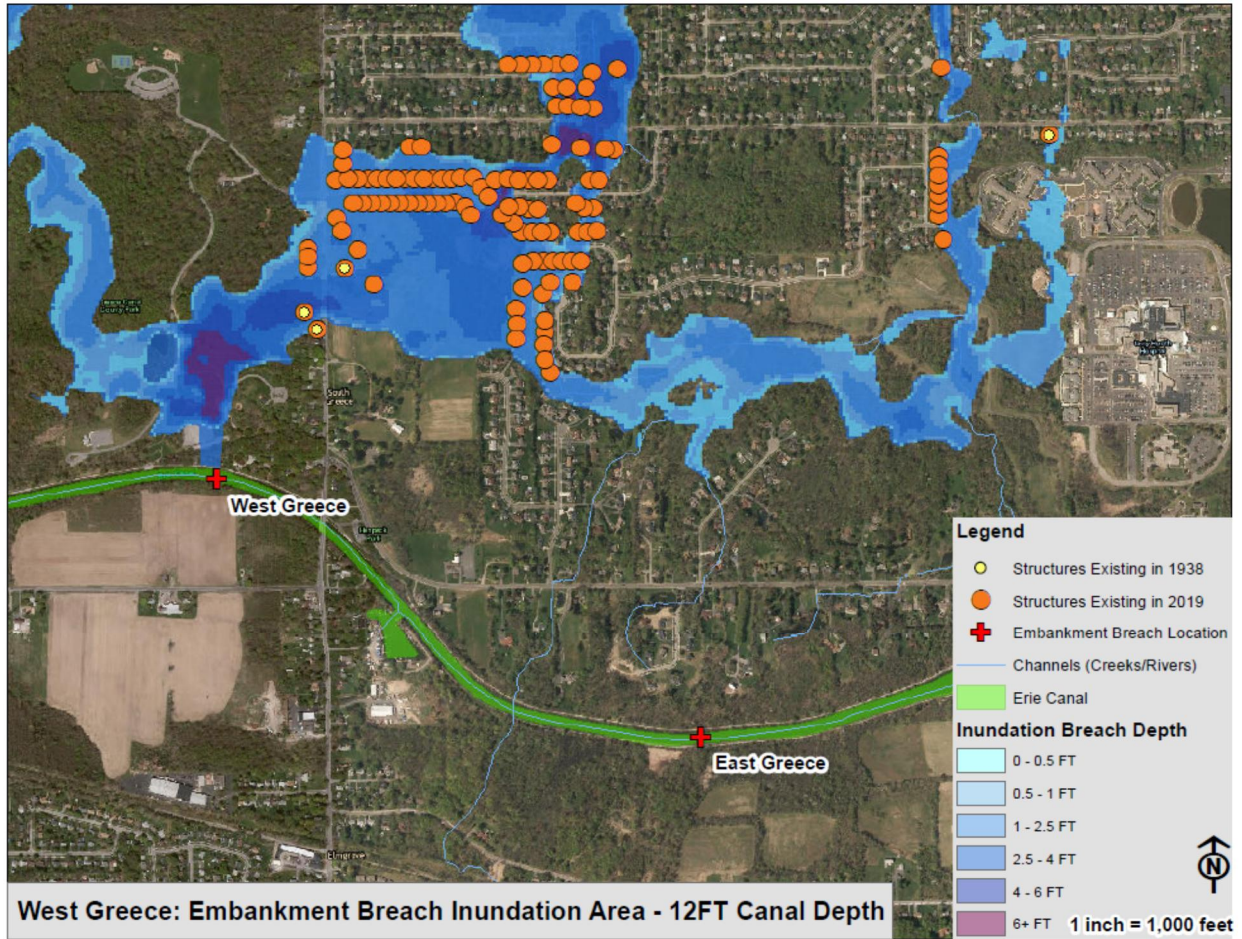 South
Greece
West Greece
East Greece
Elmgrove
Legend
Structures Existing in 1938
Structures Existing in 2019
Embankment Breach Location
Channels (Creeks/Rivers)
Erie Canal
Inundation Breach Depth
0 - 0.5 FT
0.5 - 1 FT
1 - 2.5 FT
2.5 - 4 FT
4 - 6 FT
6+ FT
1 inch = 1,000 feet
N
West Greece: Embankment Breach Inundation Area - 12FT Canal Depth